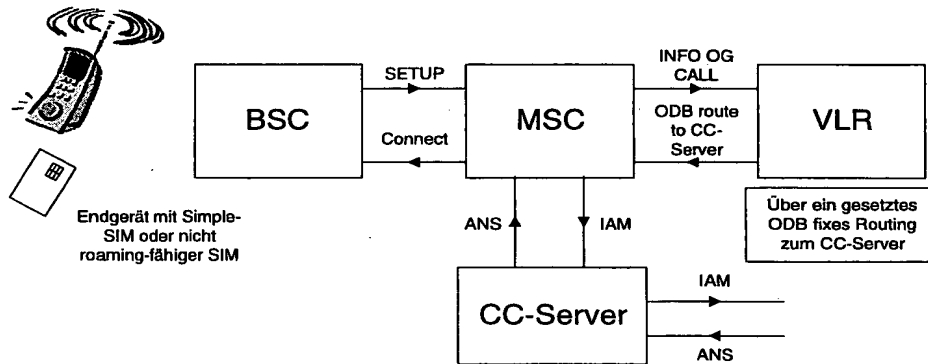 SETUP
INFO OG
CALL
BSC
MSC
VLR
Connect
ODB route
to CC-
Server
Endgerät mit Simple-
SIM oder nicht
roaming-fähiger SIM
ANS
IAM
Über ein gesetztes
ODB fixes Routing
zum CC-Server
CC-Server
IAM
ANS